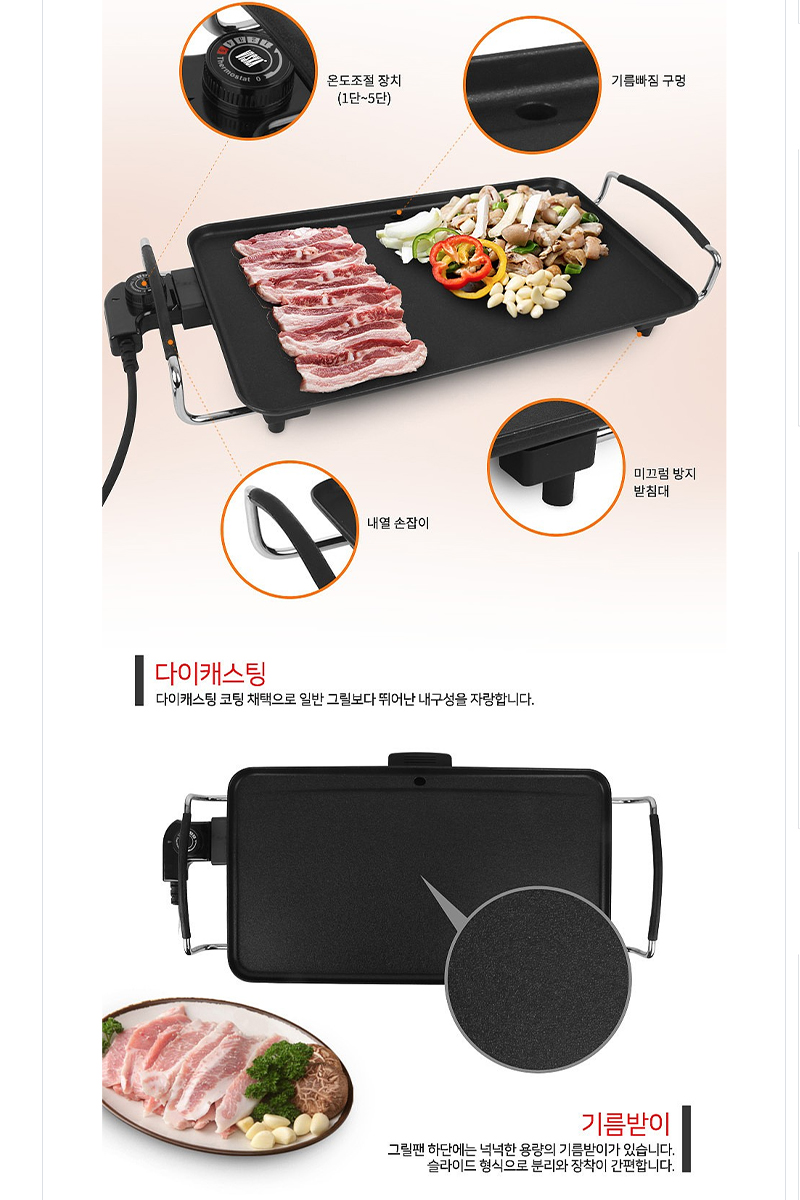 Thermostat 0
온도조절 장치
(1단~5단)
기름빠짐 구멍
미끄럼 방지
받침대
내열 손잡이
다이캐스팅
다이캐스팅 코팅 채택으로 일반 그릴보다 뛰어난 내구성을 자랑합니다.
기름받이
그릴팬 하단에는 넉넉한 용량의 기름받이가 있습니다.
슬라이드 형식으로 분리와 장착이 간편합니다.